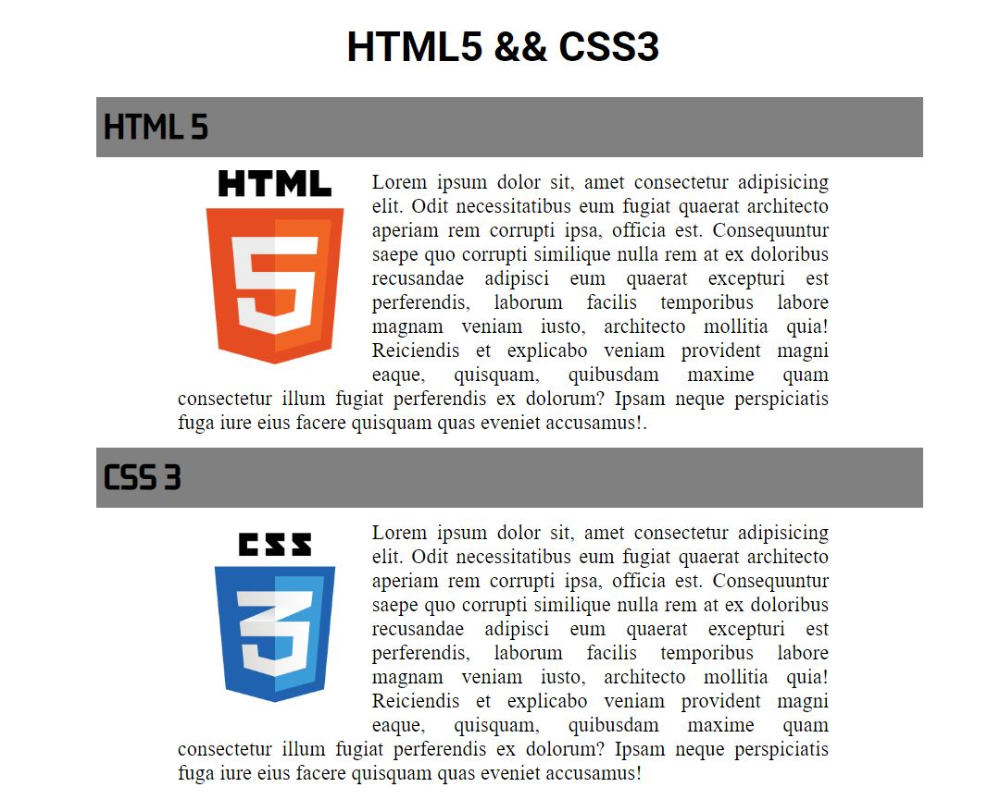 HTML5 && CSS3
HTML 5
HTML
5
Lorem ipsum dolor sit, amet consectetur adipisicing
elit. Odit necessitatibus eum fugiat quaerat architecto
aperiam rem corrupti ipsa, officia est. Consequuntur
saepe quo corrupti similique nulla rem at ex doloribus
recusandae adipisci eum quaerat excepturi est
perferendis, laborum facilis temporibus labore
magnam veniam iusto, architecto mollitia quia!
Reiciendis et explicabo veniam provident magni
eaque, quisquam, quibusdam maxime quam
consectetur illum fugiat perferendis ex dolorum? Ipsam neque perspiciatis
fuga iure eius facere quisquam quas eveniet accusamus!.
CSS 3
CSS
3
Lorem ipsum dolor sit, amet consectetur adipisicing
elit. Odit necessitatibus eum fugiat quaerat architecto
aperiam rem corrupti ipsa, officia est. Consequuntur
saepe quo corrupti similique nulla rem at ex doloribus
recusandae adipisci eum quaerat excepturi est
perferendis, laborum facilis temporibus labore
magnam veniam iusto, architecto mollitia quia!
Reiciendis et explicabo veniam provident magni
eaque, quisquam, quibusdam maxime quam
consectetur illum fugiat perferendis ex dolorum? Ipsam neque perspiciatis
fuga iure eius facere quisquam quas eveniet accusamus!